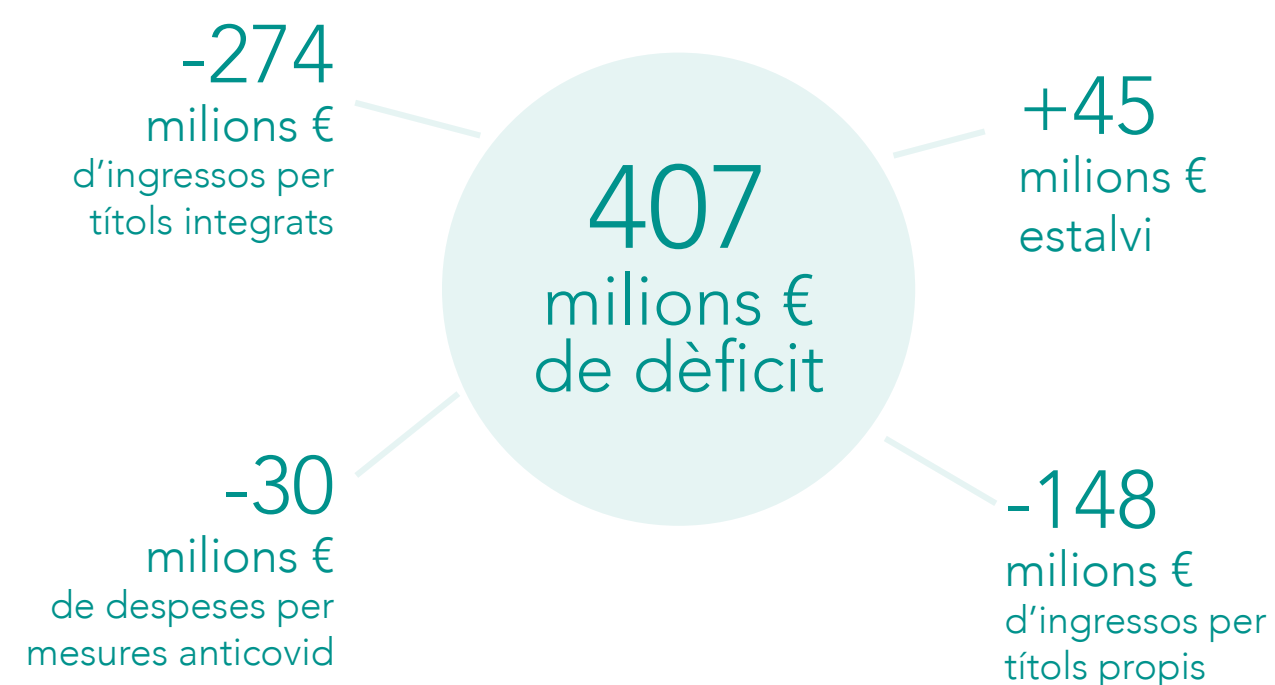 -274
milions €
d'ingressos per
títols integrats
+45
milions €
estalvi
407
milions €
de dèficit
-30
milions €
de despeses per
mesures anticovid
-148
milions €
d'ingressos per
títols propis